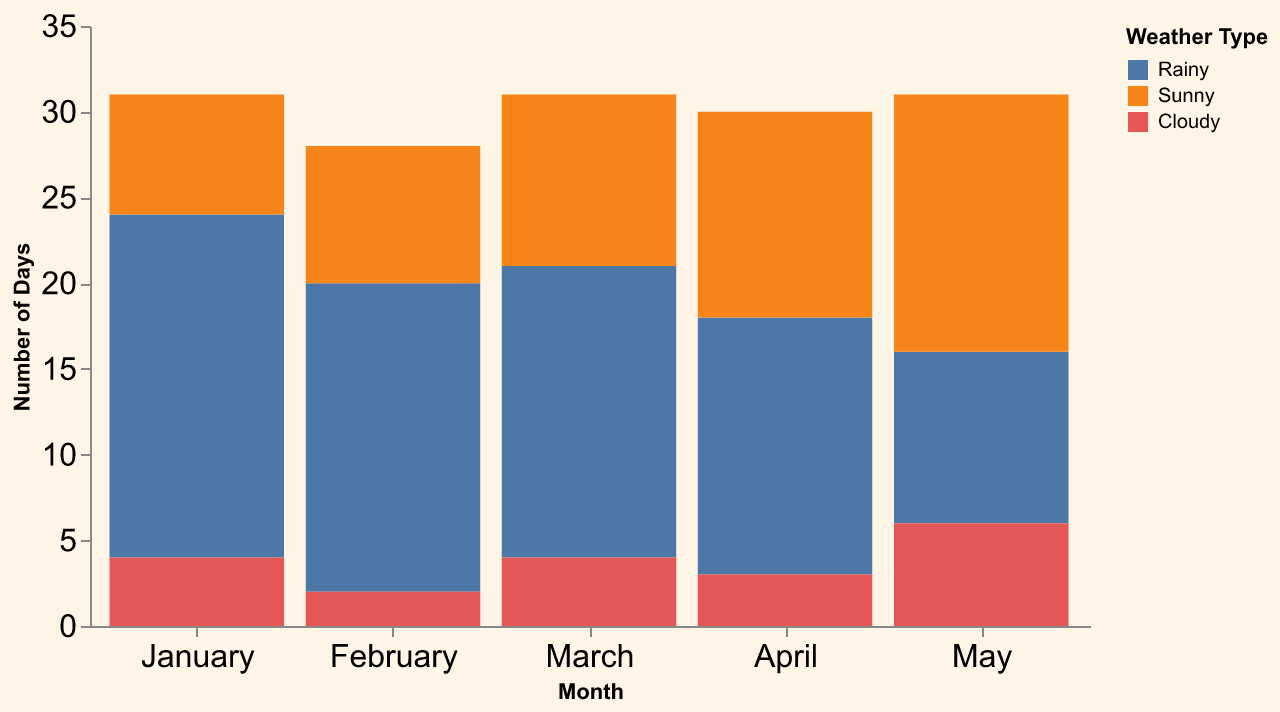 35
30
25
20
15
10
5
0
Number of Days
January
February
March
April
May
Month
Weather Type
Rainy
Sunny
Cloudy